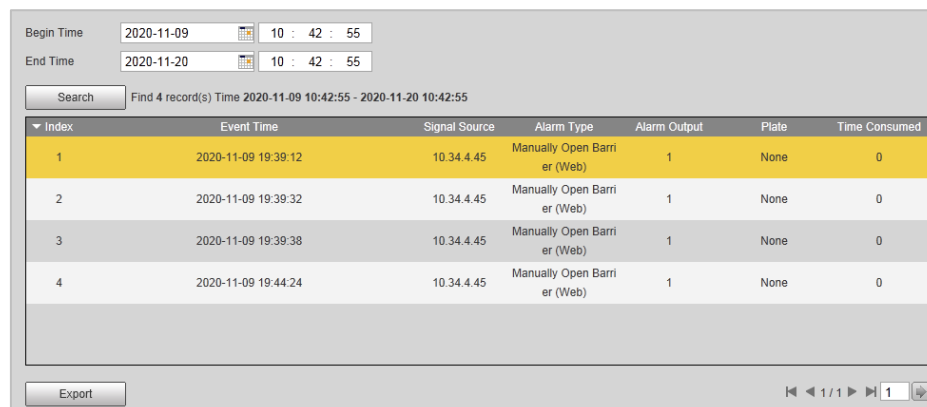 Begin Time 2020-11-09 10 : 42 : 55
End Time 2020-11-20 10 : 42 : 55
Search Find 4 record(s) Time 2020-11-09 10:42:55 - 2020-11-20 10:42:55
Index Event Time Signal Source Alarm Type Alarm Output Plate Time Consumed
1 2020-11-09 19:39:12 10.34.4.45 Manually Open Barri
er (Web) 1 None 0
2 2020-11-09 19:39:32 10.34.4.45 Manually Open Barri
er (Web) 1 None 0
3 2020-11-09 19:39:38 10.34.4.45 Manually Open Barri
er (Web) 1 None 0
4 2020-11-09 19:44:24 10.34.4.45 Manually Open Barri
er (Web) 1 None 0
Export 1 / 1 1